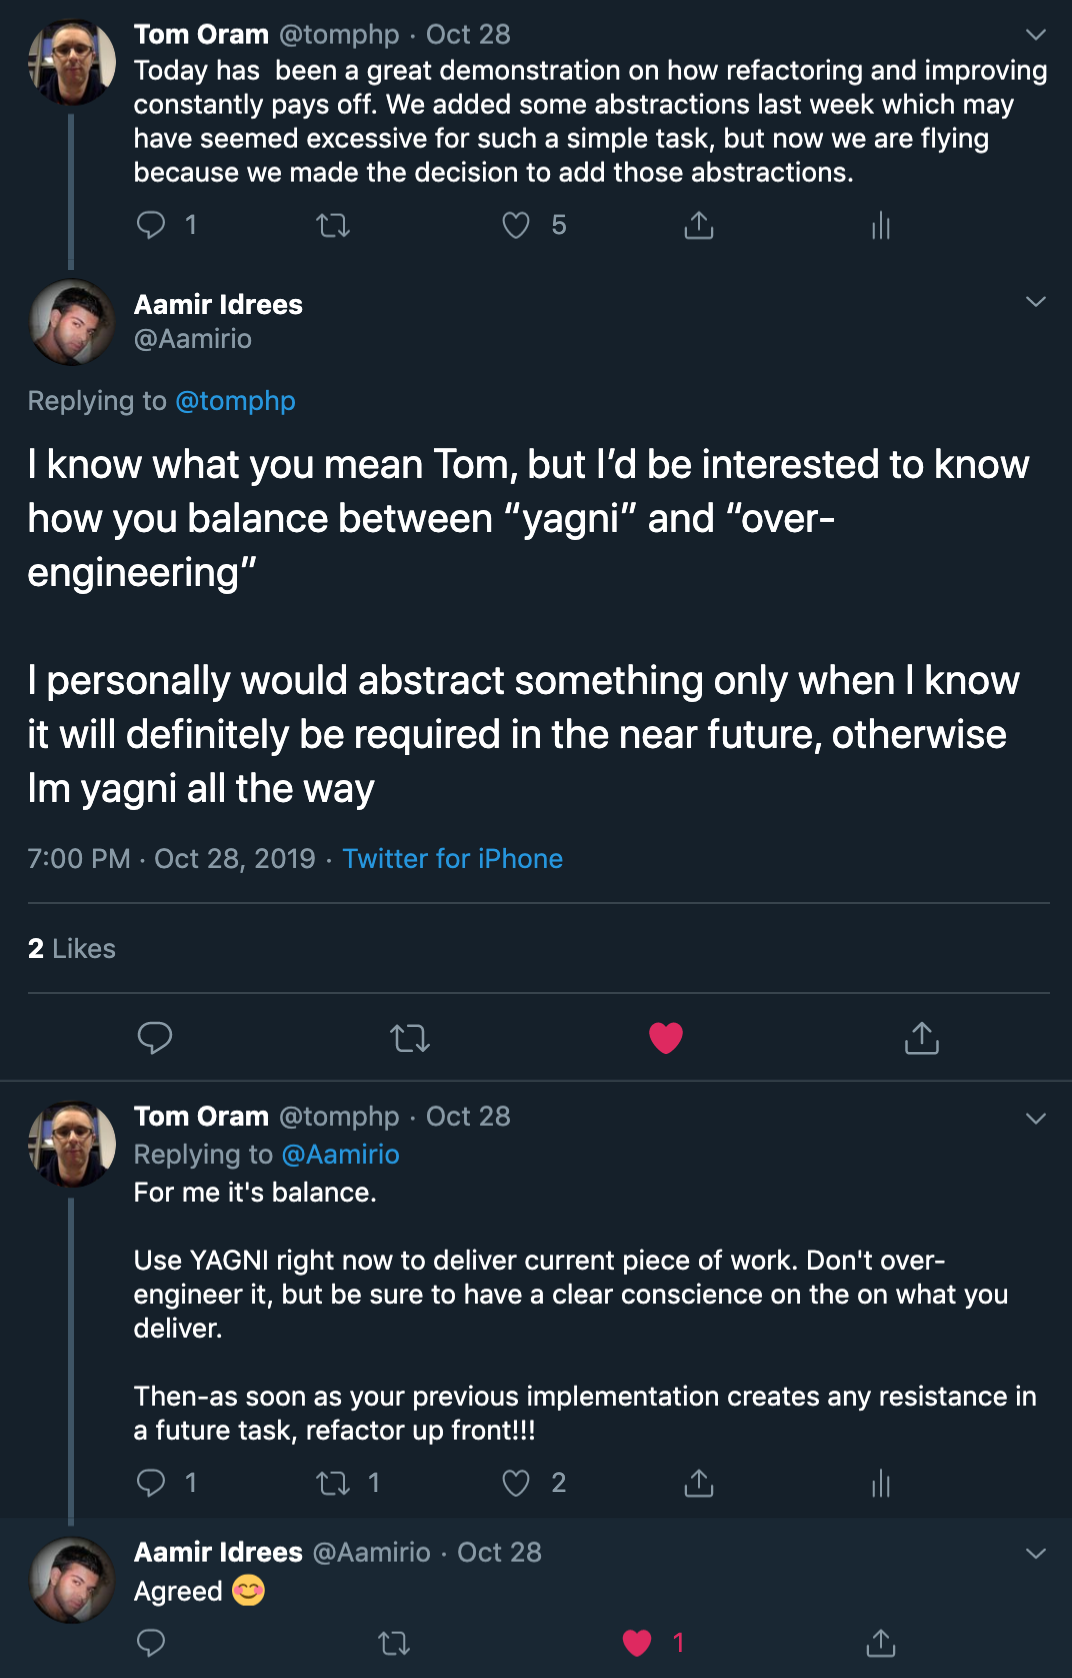 Tom Oram @tomphp · Oct 28
Today has  been a great demonstration on how refactoring and improving
constantly pays off. We added some abstractions last week which may
have seemed excessive for such a simple task, but now we are flying
because we made the decision to add those abstractions.
1 5
Aamir Idrees
@Aamirio
Replying to @tomphp
I know what you mean Tom, but I’d be interested to know
how you balance between “yagni” and “over-
engineering”
I personally would abstract something only when I know
it will definitely be required in the near future, otherwise
Im yagni all the way
7:00 PM · Oct 28, 2019 · Twitter for iPhone
2 Likes
Tom Oram @tomphp · Oct 28
Replying to @Aamirio
For me it's balance.
Use YAGNI right now to deliver current piece of work. Don't over-
engineer it, but be sure to have a clear conscience on the on what you
deliver.
Then-as soon as your previous implementation creates any resistance in
a future task, refactor up front!!!
1 1 2
Aamir Idrees @Aamirio · Oct 28
Agreed 😊
1